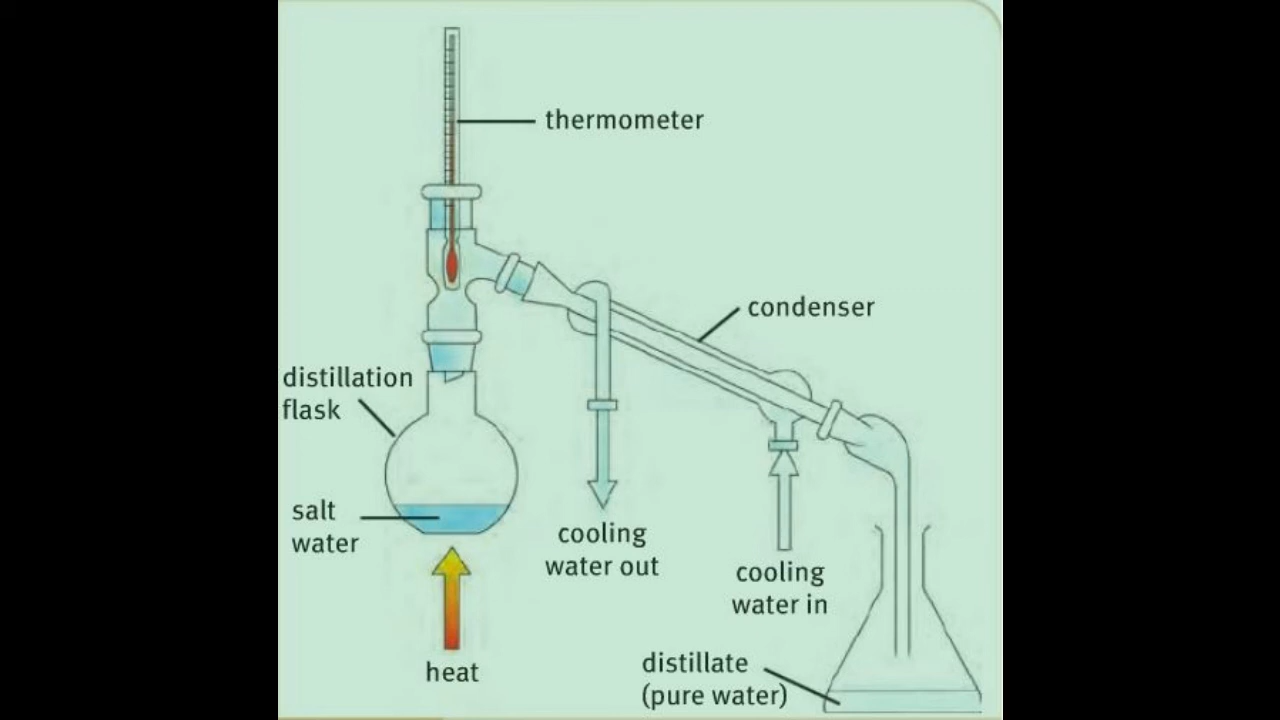 thermometer
condenser
distillation
flask
salt
water
cooling
water out
cooling
water in
heat
distillate
(pure water)